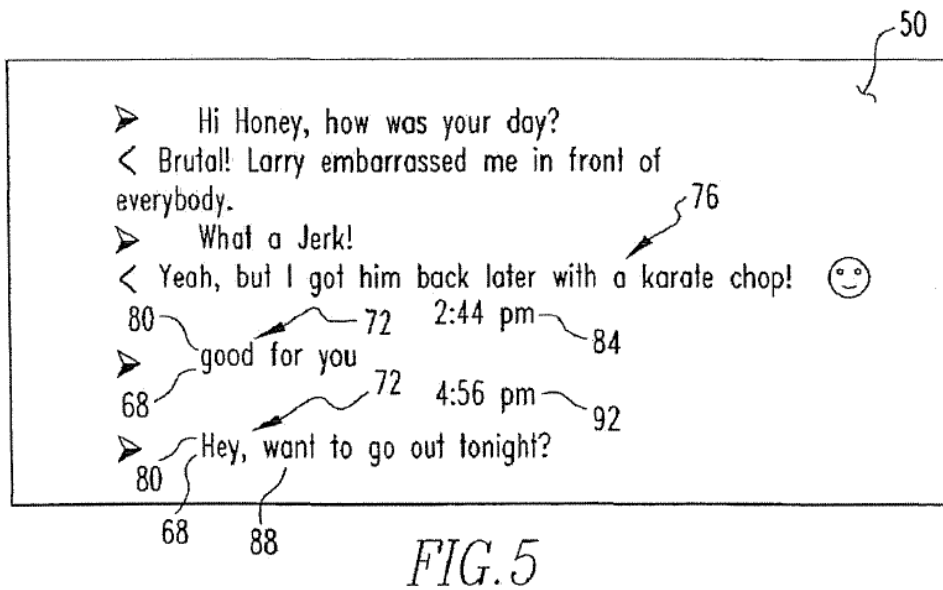 50
Hi Honey, how was your day?
< Brutal! Larry embarrassed me in front of
everybody.
76
What a Jerk!
< Yeah, but I got him back later with a karate chop!
80 72 2:44 pm 84
good for you
68 72 4:56 pm 92
Hey, want to go out tonight?
80
68 88
FIG.5